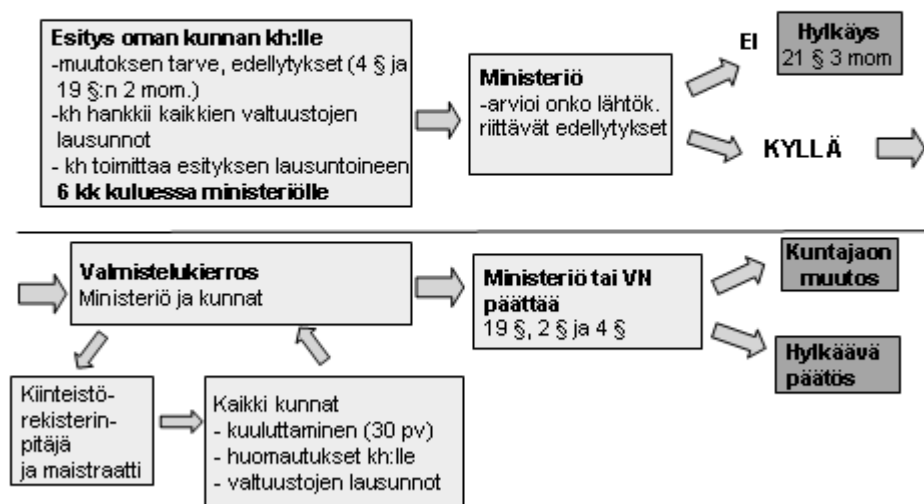 Esitys oman kunnan kh:lle
-muutoksen tarve, edellytykset (4 § ja
19 §:n 2 mom.)
-kh hankkii kaikkien valtuustojen
lausunnot
- kh toimittaa esityksen lausuntoineen
6 kk kuluessa ministeriölle
Ministeriö
-arvioi onko lähtök.
riittävät edellytykset
EI
Hylkäys
21 § 3 mom
KYLLÄ
Valmistelukierros
Ministeriö ja kunnat
Ministeriö tai VN
päättää
19 §, 2 § ja 4 §
Kuntajaon
muutos
Hylkäävä
päätös
Kiinteistö-
rekisterin-
pitäjä
ja maistraatti
Kaikki kunnat
- kuuluttaminen (30 pv)
- huomautukset kh:lle
- valtuustojen lausunnot